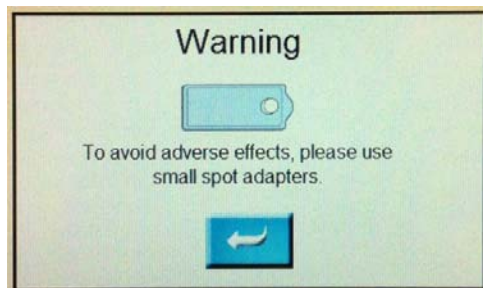 Warning
To avoid adverse effects, please use
small spot adapters.